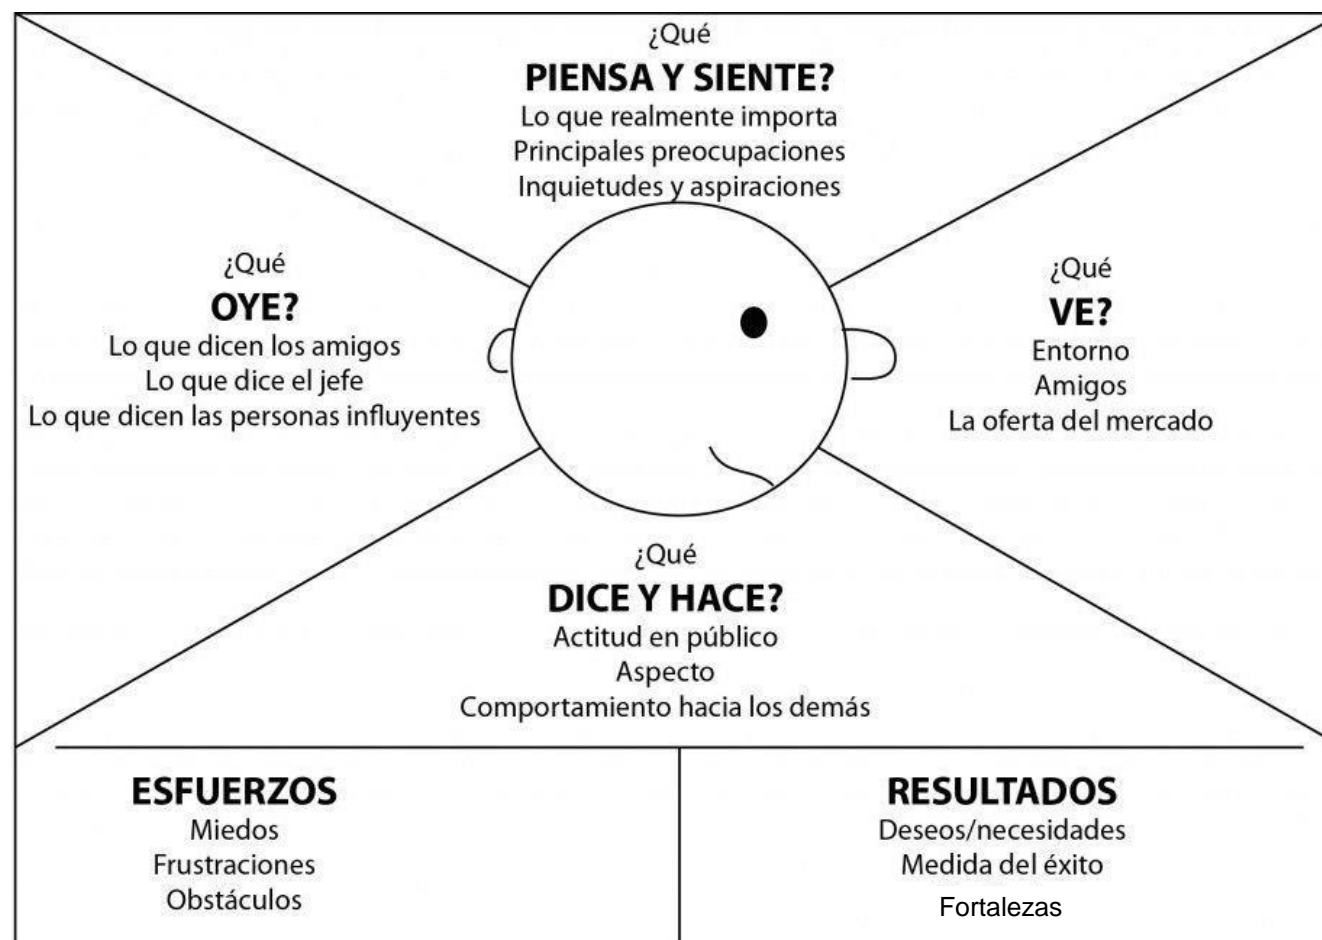 ¿Qué
PIENSA Y SIENTE?
Lo que realmente importa
Principales preocupaciones
Inquietudes y aspiraciones
¿Qué
OYE?
Lo que dicen los amigos
Lo que dice el jefe
Lo que dicen las personas influyentes
¿Qué
VE?
Entorno
Amigos
La oferta del mercado
¿Qué
DICE Y HACE?
Actitud en público
Aspecto
Comportamiento hacia los demás
ESFUERZOS
Miedos
Frustraciones
Obstáculos
RESULTADOS
Deseos/necesidades
Medida del éxito
Fortalezas